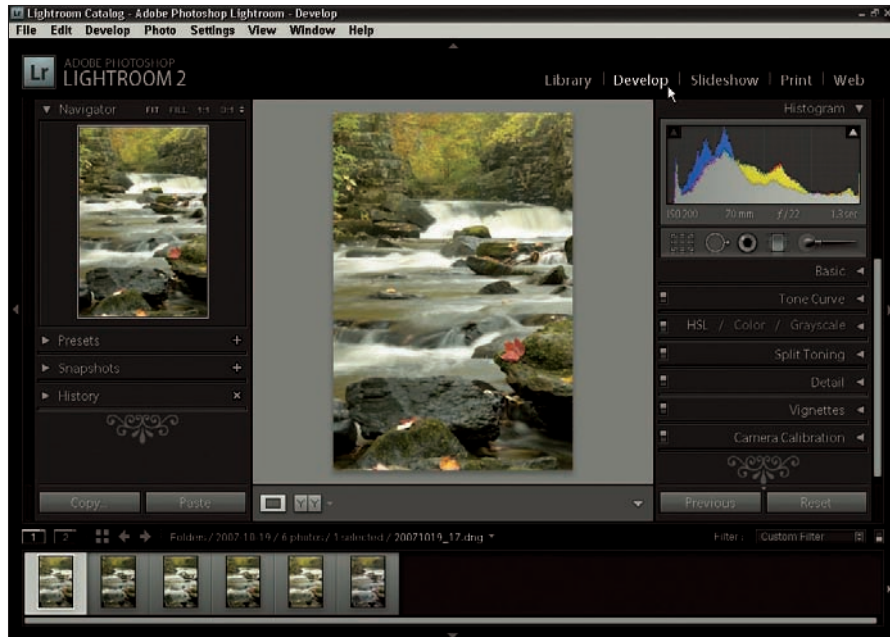 Lightroom Catalog - Adobe Photoshop Lightroom - Develop
File Edit Develop Photo Settings View Window Help
Lr
ADOBE PHOTOSHOP
LIGHTROOM 2
Library | Develop | Slideshow | Print | Web
Navigator FIT FILL 1:1
Histogram
ISO 200 70 mm f/22 1.3 sec
Basic
Tone Curve
HSL / Color / Grayscale
Split Toning
Detail
Vignettes
Camera Calibration
Presets +
Snapshots +
History ×
Copy... Paste
Y Y
Previous Reset
1 2
Folders / 2007-10-19 / 6 photos / 1 selected / 20071019_17.dng
Filter : Custom Filter